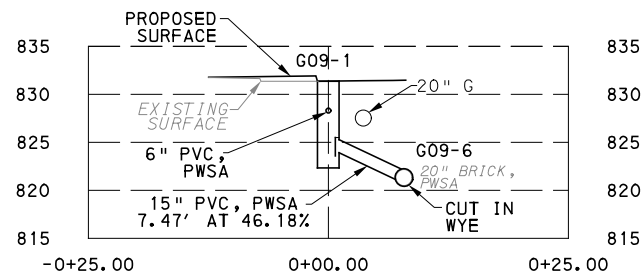 PROPOSED
SURFACE
835
835
G09-1
830
830
20" G
EXISTING
SURFACE
825
825
6" PVC,
PWSA
G09-6
20" BRICK,
PWSA
820
820
15" PVC, PWSA
7.47' AT 46.18%
CUT IN
WYE
815
815
-0+25.00
0+00.00
0+25.00